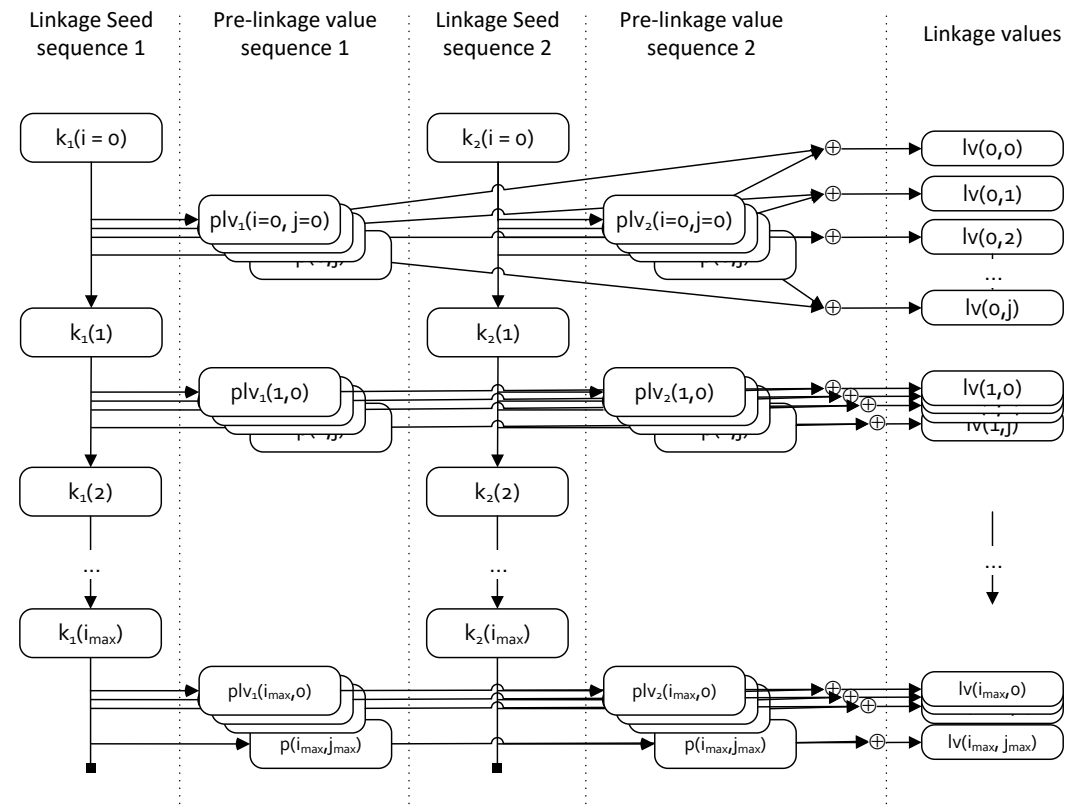 Linkage Seed
sequence 1
Pre-linkage value
sequence 1
Linkage Seed
sequence 2
Pre-linkage value
sequence 2
Linkage values
k₁(i = 0)
k₂(i = 0)
lv(0,0)
lv(0,1)
plv₁(i=0, j=0)
plv₂(i=0,j=0)
lv(0,2)
...
lv(0,j)
k₁(1)
k₂(1)
plv₁(1,0)
plv₂(1,0)
lv(1,0)
lv(1,j)
k₁(2)
k₂(2)
...
...
...
k₁(iₘₐₓ)
k₂(iₘₐₓ)
plv₁(iₘₐₓ,0)
plv₂(iₘₐₓ,0)
lv(iₘₐₓ,0)
p(iₘₐₓ,jₘₐₓ)
p(iₘₐₓ,jₘₐₓ)
lv(iₘₐₓ, jₘₐₓ)